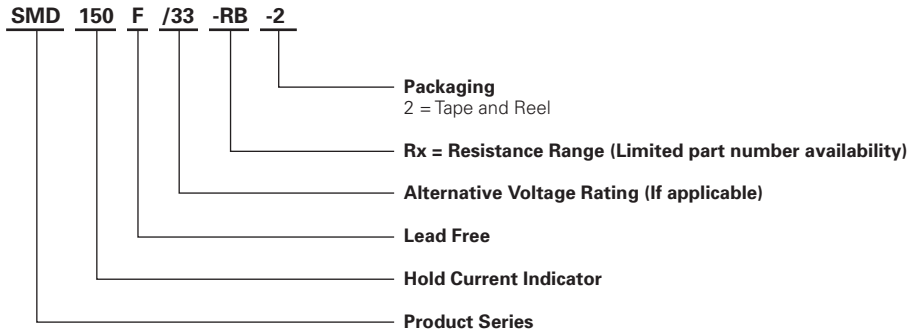 SMD 150 F /33 -RB -2
Packaging
2 = Tape and Reel
Rx = Resistance Range (Limited part number availability)
Alternative Voltage Rating (If applicable)
Lead Free
Hold Current Indicator
Product Series